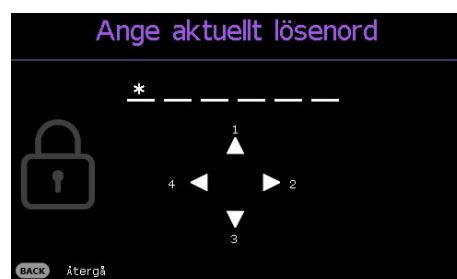 Ange aktuellt lösenord
* _ _ _ _ _
1
4 2
3
BACK Återgå